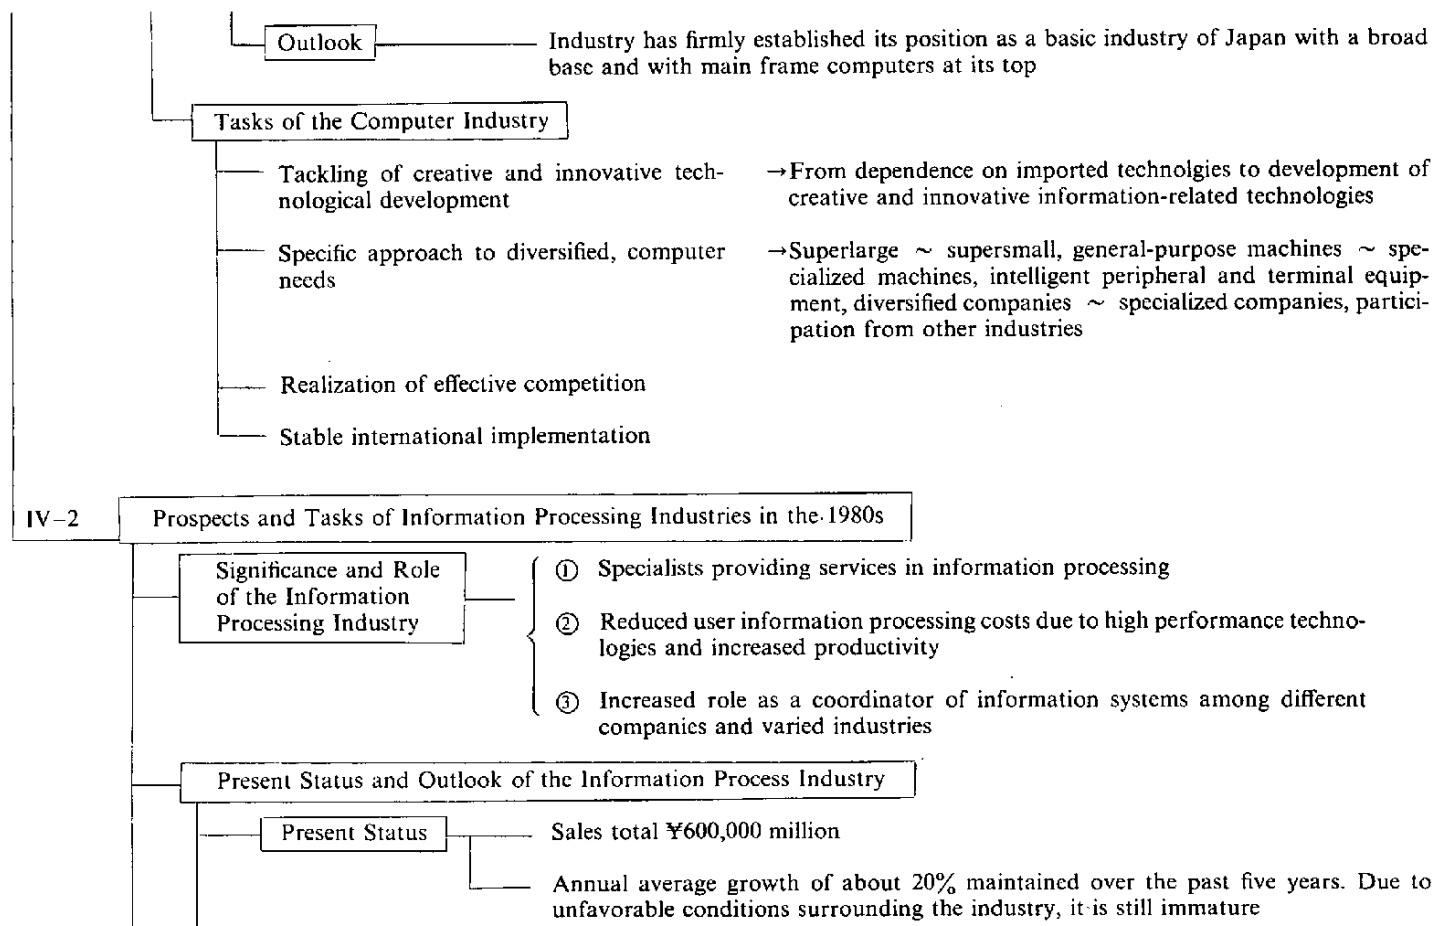 Outlook
Industry has firmly established its position as a basic industry of Japan with a broad
base and with main frame computers at its top
Tasks of the Computer Industry
Tackling of creative and innovative tech-
nological development
→From dependence on imported technolgies to development of
creative and innovative information-related technologies
Specific approach to diversified, computer
needs
→Superlarge ~ supersmall, general-purpose machines ~ spe-
cialized machines, intelligent peripheral and terminal equip-
ment, diversified companies ~ specialized companies, partici-
pation from other industries
Realization of effective competition
Stable international implementation
IV-2
Prospects and Tasks of Information Processing Industries in the 1980s
Significance and Role
of the Information
Processing Industry
① Specialists providing services in information processing
② Reduced user information processing costs due to high performance techno-
logies and increased productivity
③ Increased role as a coordinator of information systems among different
companies and varied industries
Present Status and Outlook of the Information Process Industry
Present Status
Sales total ¥600,000 million
Annual average growth of about 20% maintained over the past five years. Due to
unfavorable conditions surrounding the industry, it is still immature